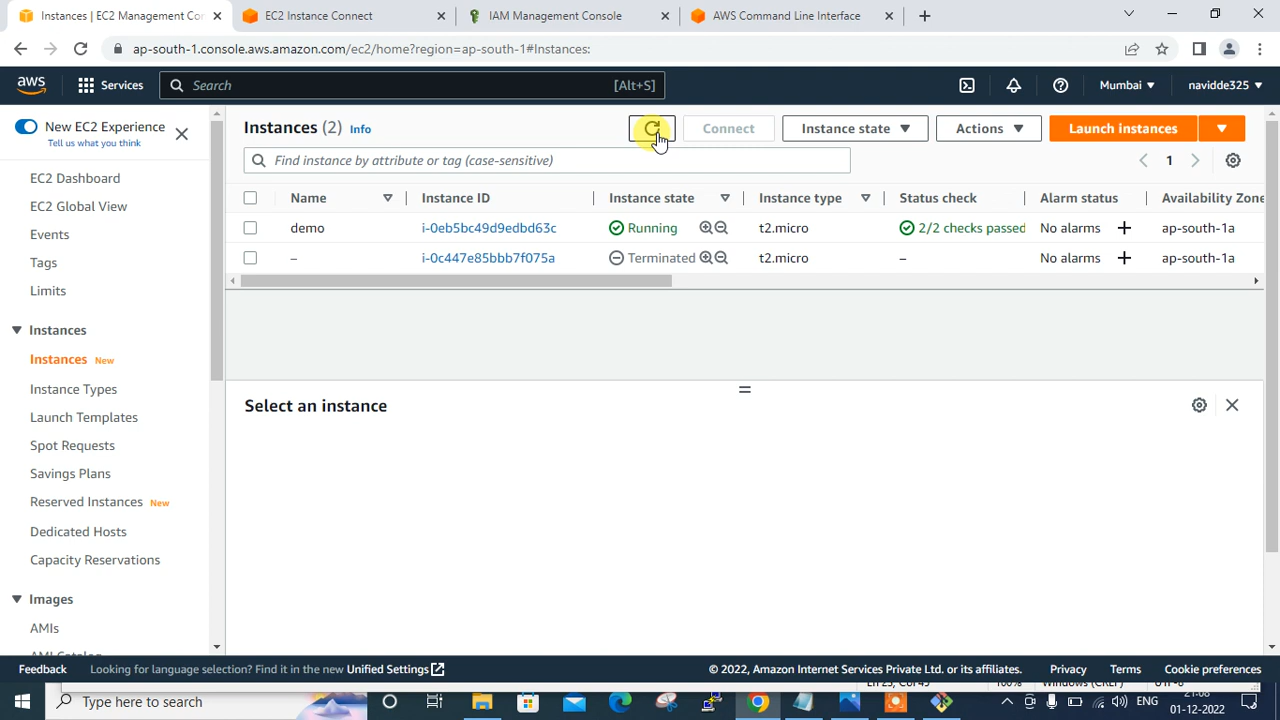 Instances | EC2 Management Con
EC2 Instance Connect
IAM Management Console
AWS Command Line Interface
ap-south-1.console.aws.amazon.com/ec2/home?region=ap-south-1#Instances:
aws
Services
Search
[Alt+S]
Mumbai
navidde325
New EC2 Experience
Tell us what you think
EC2 Dashboard
EC2 Global View
Events
Tags
Limits
Instances
Instances New
Instance Types
Launch Templates
Spot Requests
Savings Plans
Reserved Instances New
Dedicated Hosts
Capacity Reservations
Images
AMIs
Instances (2) Info
Connect
Instance state
Actions
Launch instances
Find instance by attribute or tag (case-sensitive)
1
Name Instance ID Instance state Instance type Status check Alarm status Availability Zone
demo i-0eb5bc49d9edbd63c Running t2.micro 2/2 checks passed No alarms + ap-south-1a
– i-0c447e85bbb7f075a Terminated t2.micro – No alarms + ap-south-1a
Select an instance
Feedback
Looking for language selection? Find it in the new Unified Settings
© 2022, Amazon Internet Services Private Ltd. or its affiliates.
Privacy
Terms
Cookie preferences
Type here to search
ENG
01-12-2022